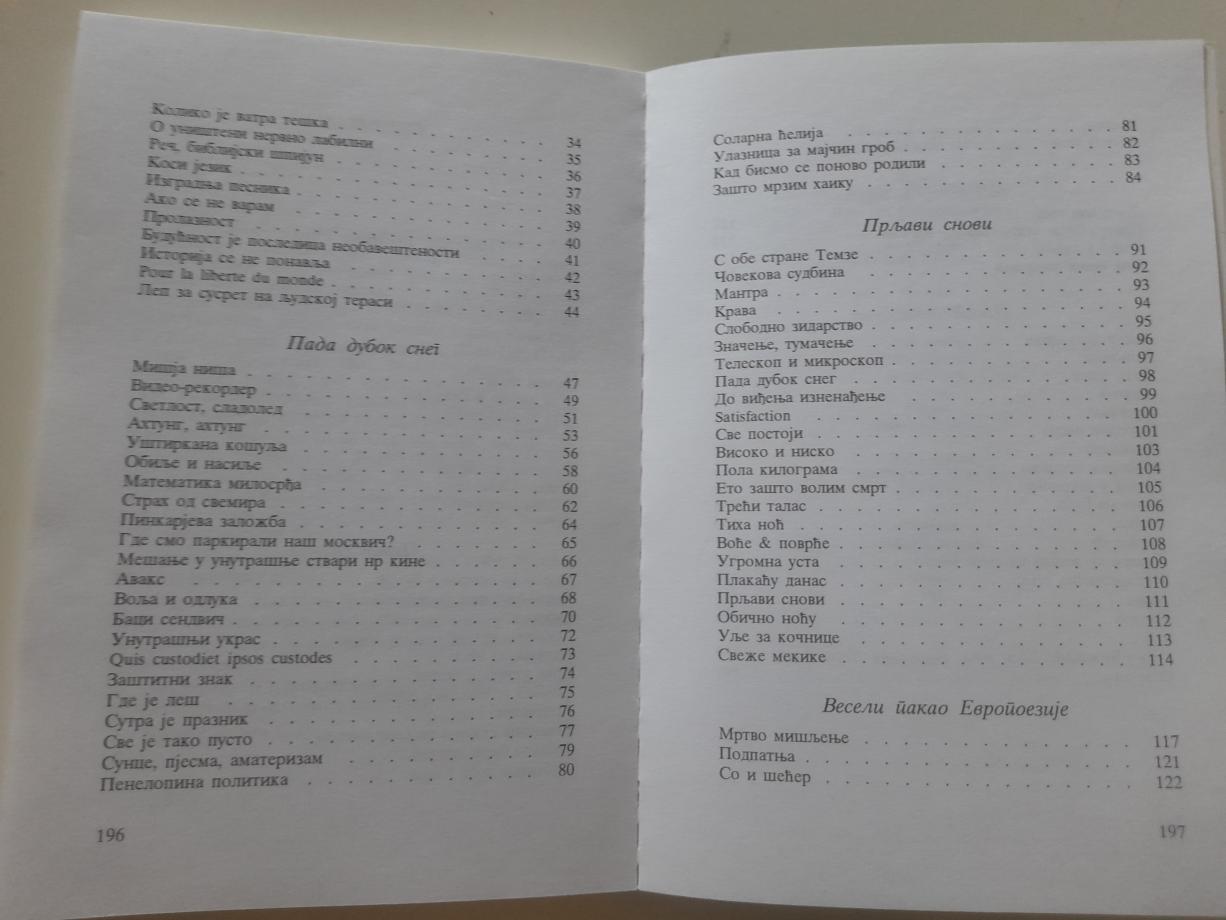 Колико је ватра тешка . . . . . . . . . . . . 34
О уништени нервно лабилни . . . . . . . . . . 35
Реч, библијски шпијун . . . . . . . . . . . . 36
Коси језик . . . . . . . . . . . . . . . . . . 37
Изградња песника . . . . . . . . . . . . . . . 38
Ако се не варам . . . . . . . . . . . . . . . 39
Пролазност . . . . . . . . . . . . . . . . . . 40
Будућност је последица необавештености . . . . 41
Историја се не понавља . . . . . . . . . . . . 42
Pour la liberte du monde . . . . . . . . . . . 43
Леп за сусрет на људској тераси . . . . . . . 44
Пада дубок снег
Мишја ниша . . . . . . . . . . . . . . . . . . 47
Видео-рекордер . . . . . . . . . . . . . . . . 49
Светлост, сладолед . . . . . . . . . . . . . . 51
Ахтунг, ахтунг . . . . . . . . . . . . . . . . 53
Уштиркана кошуља . . . . . . . . . . . . . . . 56
Обиље и насиље . . . . . . . . . . . . . . . . 58
Математика милосрђа . . . . . . . . . . . . . 60
Страх од свемира . . . . . . . . . . . . . . . 62
Пинкарјева заложба . . . . . . . . . . . . . . 64
Где смо паркирали наш москвич? . . . . . . . . 65
Мешање у унутрашње ствари нр кине . . . . . . 66
Авакс . . . . . . . . . . . . . . . . . . . . 67
Воља и одлука . . . . . . . . . . . . . . . . 68
Баци сендвич . . . . . . . . . . . . . . . . . 70
Унутрашњи украс . . . . . . . . . . . . . . . 72
Quis custodiet ipsos custodes . . . . . . . . 73
Заштитни знак . . . . . . . . . . . . . . . . 74
Где је леш . . . . . . . . . . . . . . . . . . 75
Сутра је празник . . . . . . . . . . . . . . . 76
Све је тако пусто . . . . . . . . . . . . . . 77
Сунце, пјесма, аматеризам . . . . . . . . . . 79
Пенелопина политика . . . . . . . . . . . . . 80
196
Соларна ћелија . . . . . . . . . . . . . . . . 81
Улазница за мајчин гроб . . . . . . . . . . . 82
Кад бисмо се поново родили . . . . . . . . . . 83
Зашто мрзим хаику . . . . . . . . . . . . . . 84
Прљави снови
С обе стране Темзе . . . . . . . . . . . . . . 91
Човекова судбина . . . . . . . . . . . . . . . 92
Мантра . . . . . . . . . . . . . . . . . . . . 93
Крава . . . . . . . . . . . . . . . . . . . . 94
Слободно зидарство . . . . . . . . . . . . . . 95
Значење, тумачење . . . . . . . . . . . . . . 96
Телескоп и микроскоп . . . . . . . . . . . . . 97
Пада дубок снег . . . . . . . . . . . . . . . 98
До виђења изненађење . . . . . . . . . . . . . 99
Satisfaction . . . . . . . . . . . . . . . . . 100
Све постоји . . . . . . . . . . . . . . . . . 101
Високо и ниско . . . . . . . . . . . . . . . . 103
Пола килограма . . . . . . . . . . . . . . . . 104
Ето зашто волим смрт . . . . . . . . . . . . . 105
Трећи талас . . . . . . . . . . . . . . . . . 106
Тиха ноћ . . . . . . . . . . . . . . . . . . . 107
Воће & поврће . . . . . . . . . . . . . . . . 108
Угромна уста . . . . . . . . . . . . . . . . . 109
Плакаћу данас . . . . . . . . . . . . . . . . 110
Прљави снови . . . . . . . . . . . . . . . . . 111
Обично ноћу . . . . . . . . . . . . . . . . . 112
Уље за кочнице . . . . . . . . . . . . . . . . 113
Свеже мекике . . . . . . . . . . . . . . . . . 114
Весели пакао Европоезије
Мртво мишљење . . . . . . . . . . . . . . . . 117
Подпатња . . . . . . . . . . . . . . . . . . . 121
Со и шећер . . . . . . . . . . . . . . . . . . 122
197